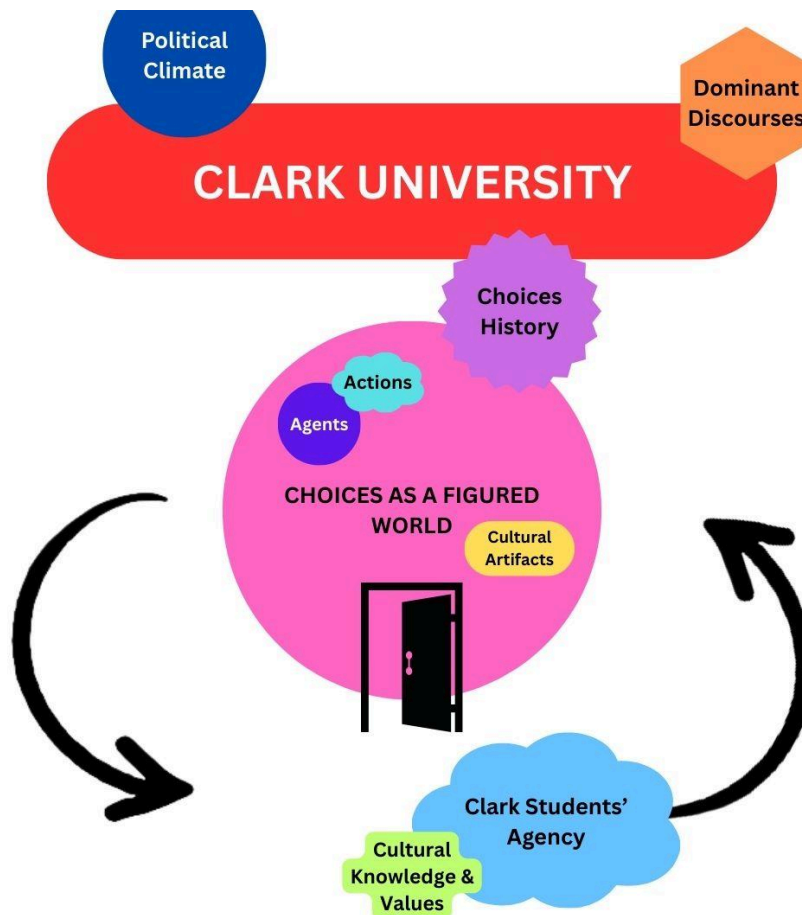 Political
Climate
Dominant
Discourses
CLARK UNIVERSITY
Choices
History
Actions
Agents
CHOICES AS A FIGURED
WORLD
Cultural
Artifacts
Clark Students’
Agency
Cultural
Knowledge &
Values